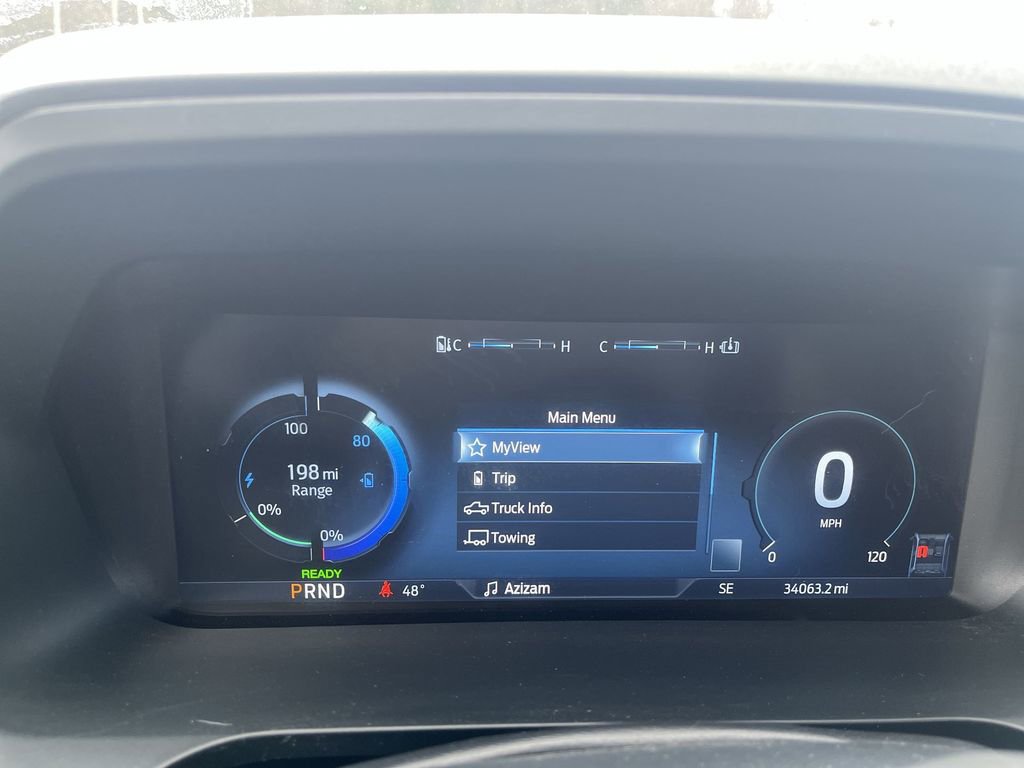 C H
C H
Main Menu
MyView
Trip
Truck Info
Towing
100
80
198 mi
Range
0%
0%
READY
PRND
48°
Azizam
0
MPH
0
120
SE
34063.2 mi